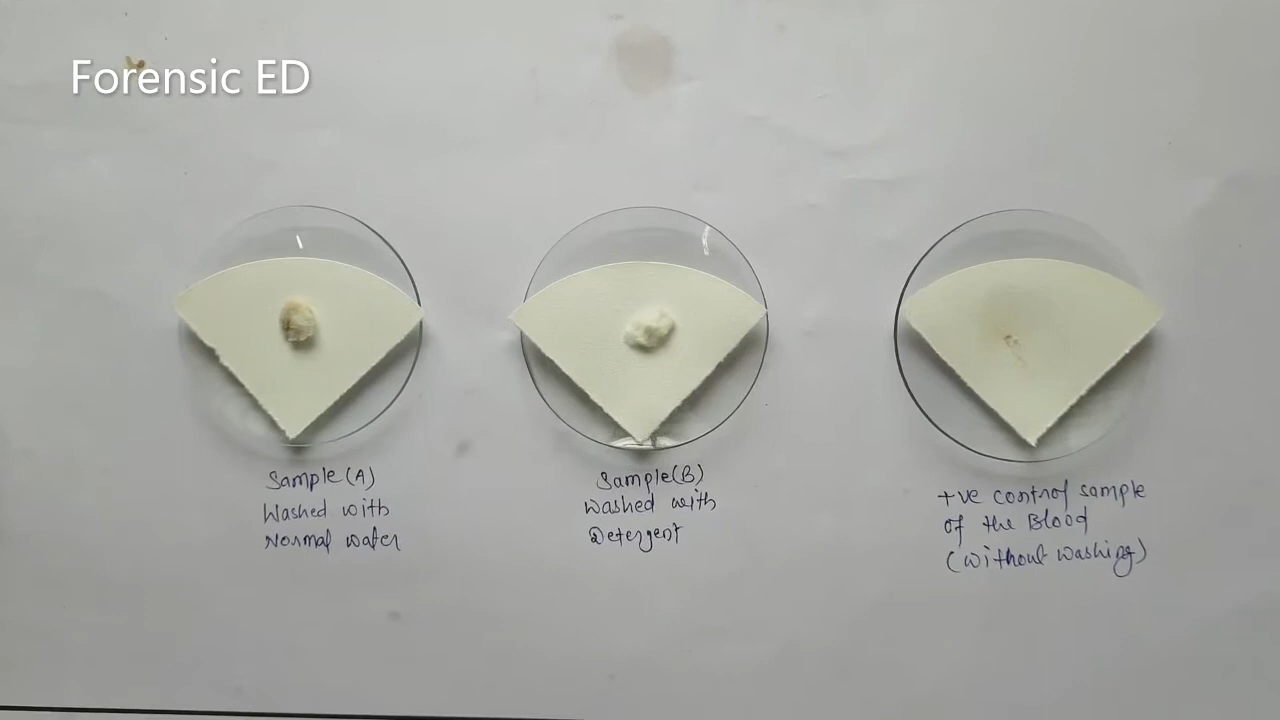 Forensic ED
Sample(A)
Washed with
Normal water
Sample(B)
Washed with
Detergent
+ve control sample
of the Blood
(without washing)